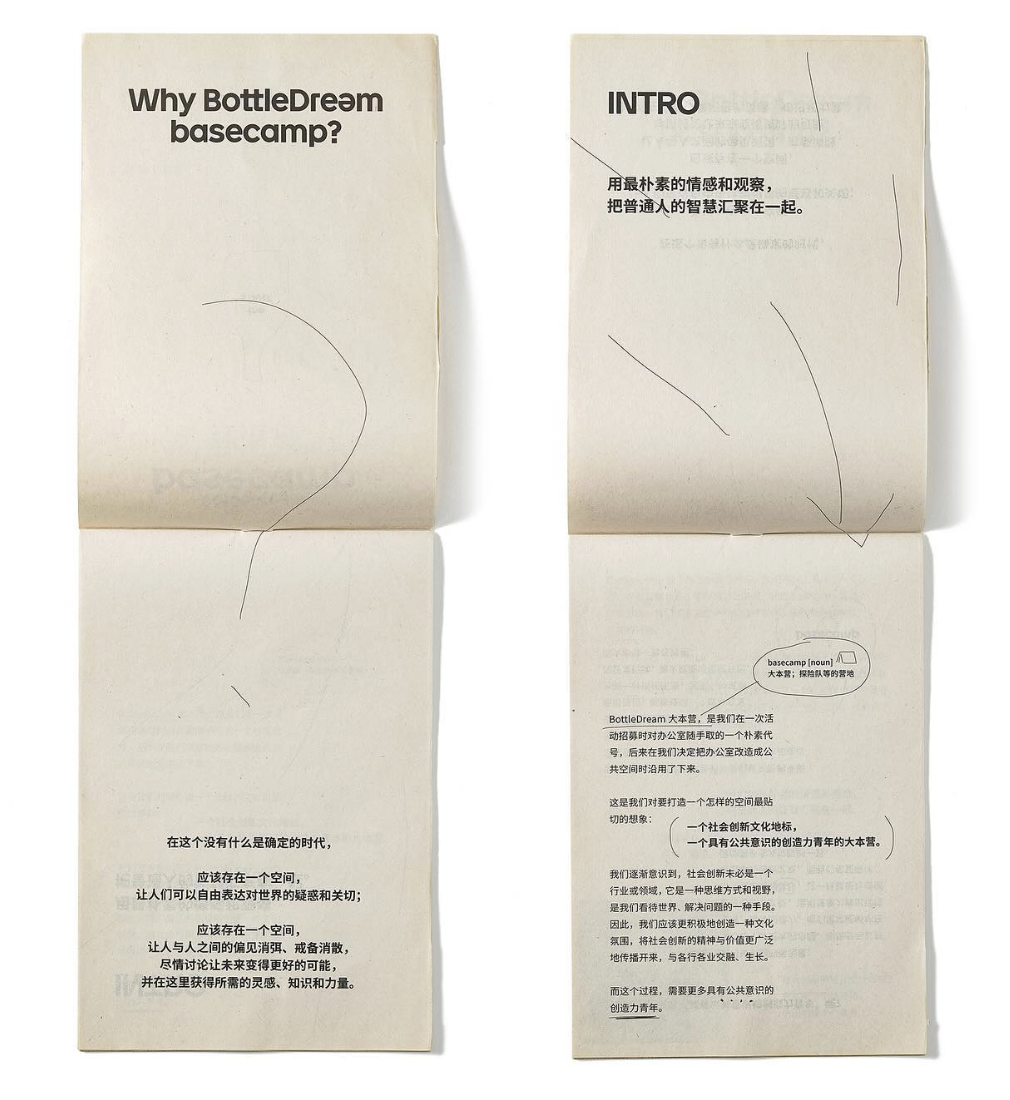 Why BottleDream
basecamp?
在这个没有什么是确定的时代，
应该存在一个空间，
让人们可以自由表达对世界的疑惑和关切；
应该存在一个空间，
让人与人之间的偏见消弭、戒备消散，
尽情讨论让未来变得更好的可能，
并在这里获得所需的灵感、知识和力量。
INTRO
用最朴素的情感和观察，
把普通人的智慧汇聚在一起。
basecamp [noun]
大本营；探险队等的营地
BottleDream 大本营，是我们在一次活
动招募时对办公室随手取的一个朴素代
号，后来在我们决定把办公室改造成公
共空间时沿用了下来。
这是我们对要打造一个怎样的空间最贴
切的想象：
一个社会创新文化地标，
一个具有公共意识的创造力青年的大本营。
我们逐渐意识到，社会创新未必是一个
行业或领域，它是一种思维方式和视野，
是我们看待世界、解决问题的一种手段。
因此，我们应该更积极地创造一种文化
氛围，将社会创新的精神与价值更广泛
地传播开来，与各行各业交融、生长。
而这个过程，需要更多具有公共意识的
创造力青年。